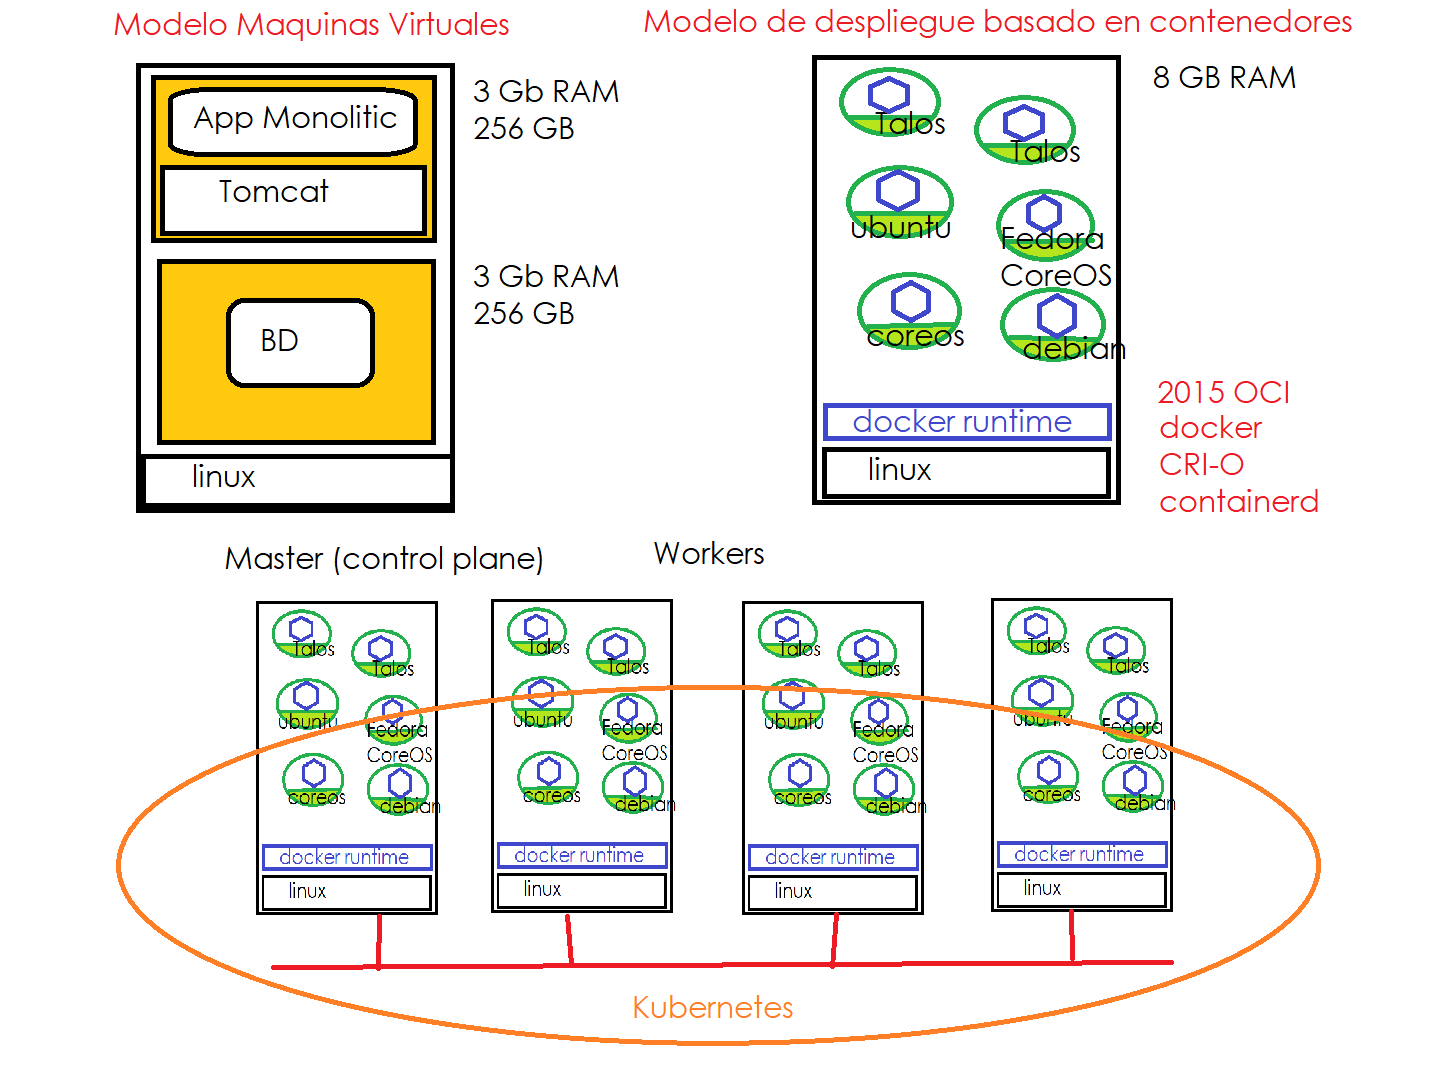 Modelo Maquinas Virtuales
App Monolitic
Tomcat
3 Gb RAM
256 GB
BD
3 Gb RAM
256 GB
linux
Modelo de despliegue basado en contenedores
8 GB RAM
Talos
Talos
ubuntu
Fedora
CoreOS
coreos
debian
docker runtime
linux
2015 OCI
docker
CRI-O
containerd
Master (control plane)
Workers
Talos
Talos
ubuntu
Fedora
CoreOS
coreos
debian
docker runtime
linux
Talos
Talos
ubuntu
Fedora
CoreOS
coreos
debian
docker runtime
linux
Talos
Talos
ubuntu
Fedora
CoreOS
coreos
debian
docker runtime
linux
Talos
Talos
ubuntu
Fedora
CoreOS
coreos
debian
docker runtime
linux
Kubernetes